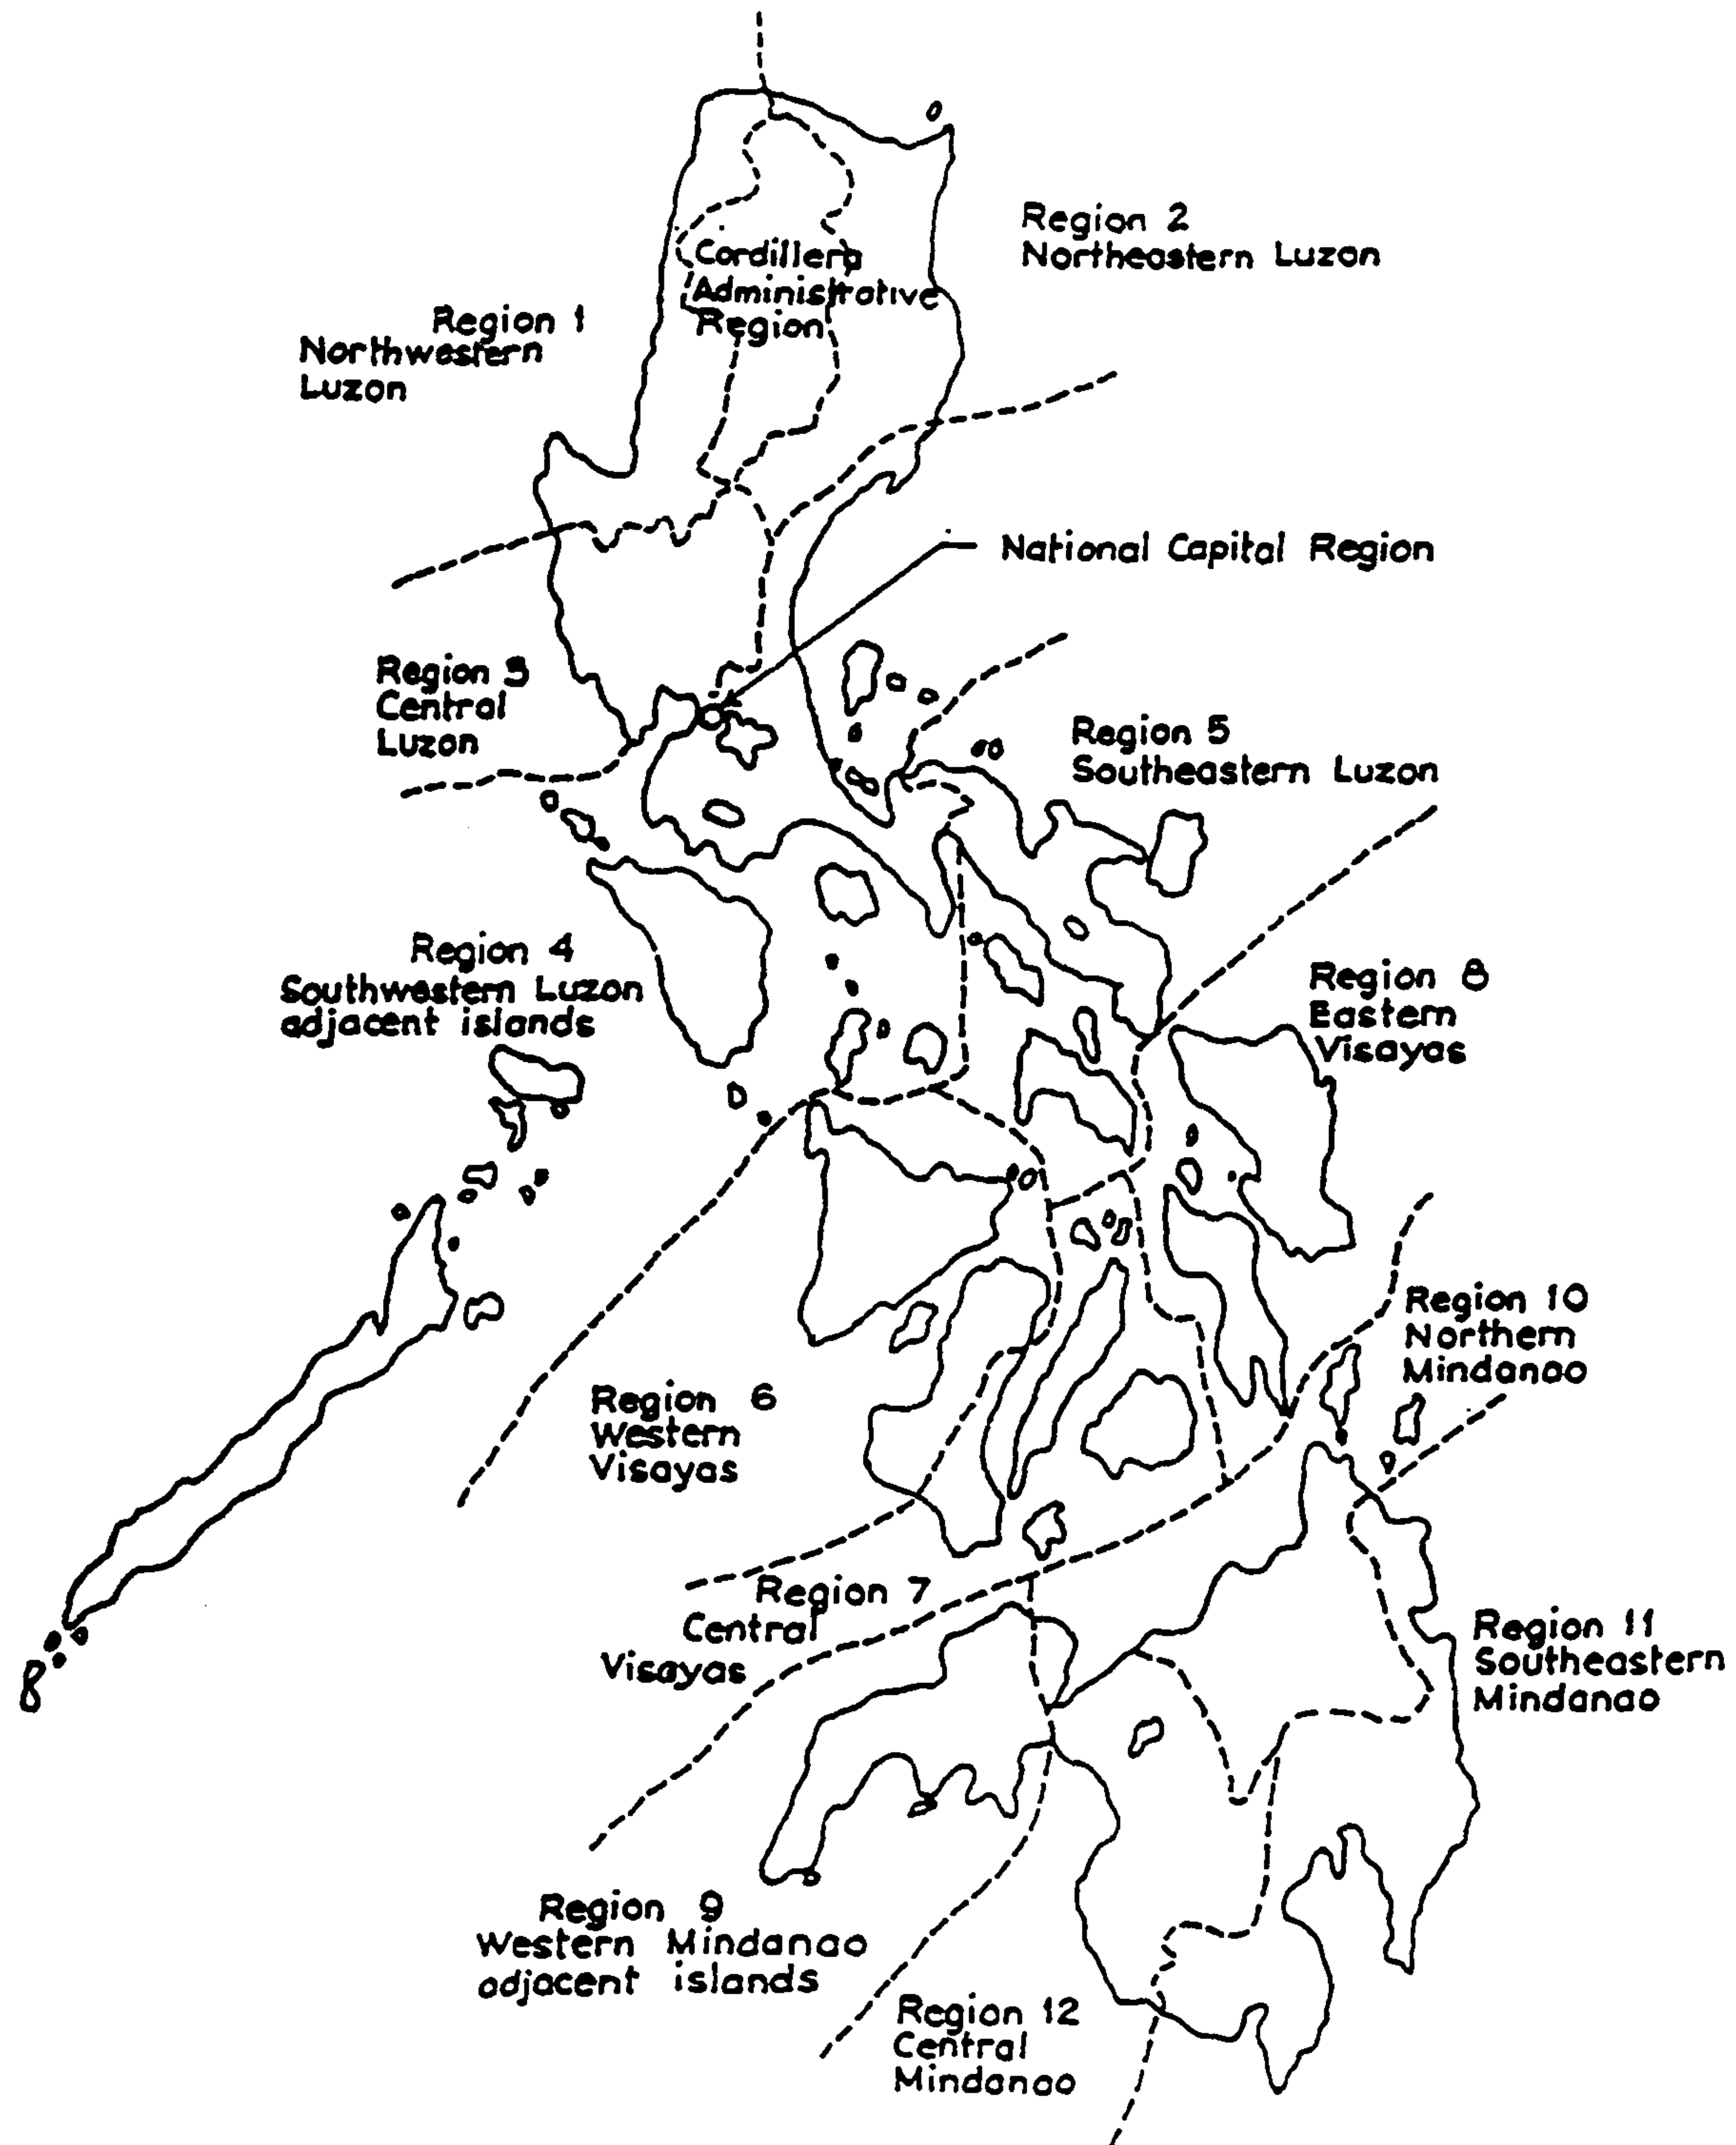 Region 2
Northeastern Luzon
Cordillera
Administrative
Region
Region 1
Northwestern
Luzon
National Capital Region
Region 3
Central
Luzon
Region 5
Southeastern Luzon
Region 4
Southwestern Luzon
adjacent islands
Region 8
Eastern
Visayas
Region 10
Northern
Mindanao
Region 6
Western
Visayas
Region 7
Central
Visayas
Region 11
Southeastern
Mindanao
Region 9
Western Mindanao
adjacent islands
Region 12
Central
Mindanao